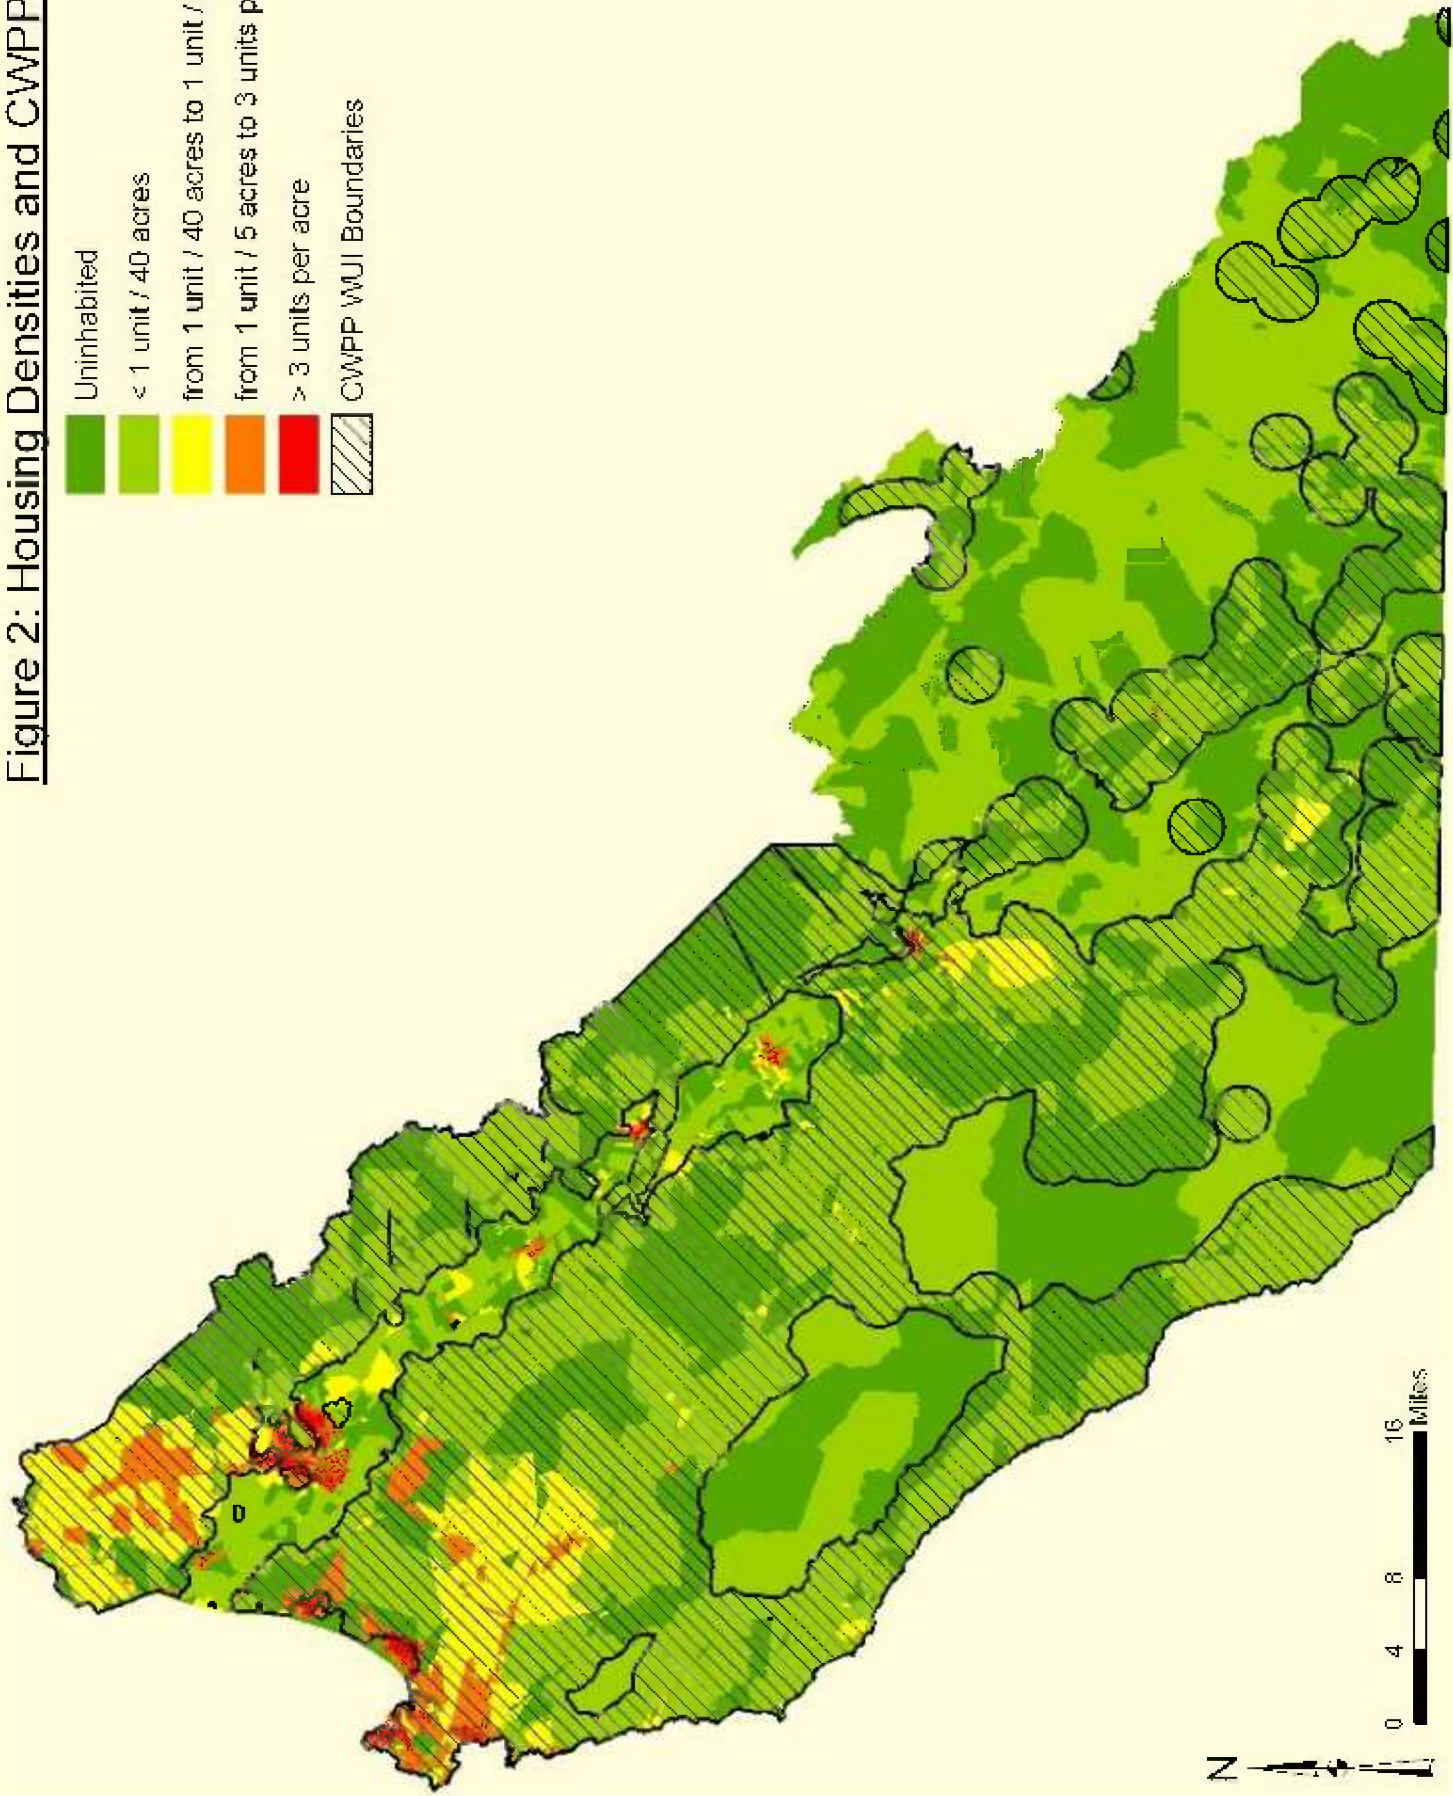 Figure 2: Housing Densities and CWPP
Uninhabited
< 1 unit / 40 acres
from 1 unit / 40 acres to 1 unit /
from 1 unit / 5 acres to 3 units p
> 3 units per acre
CWPP WUI Boundaries
D
N
0 4 8 16
Miles